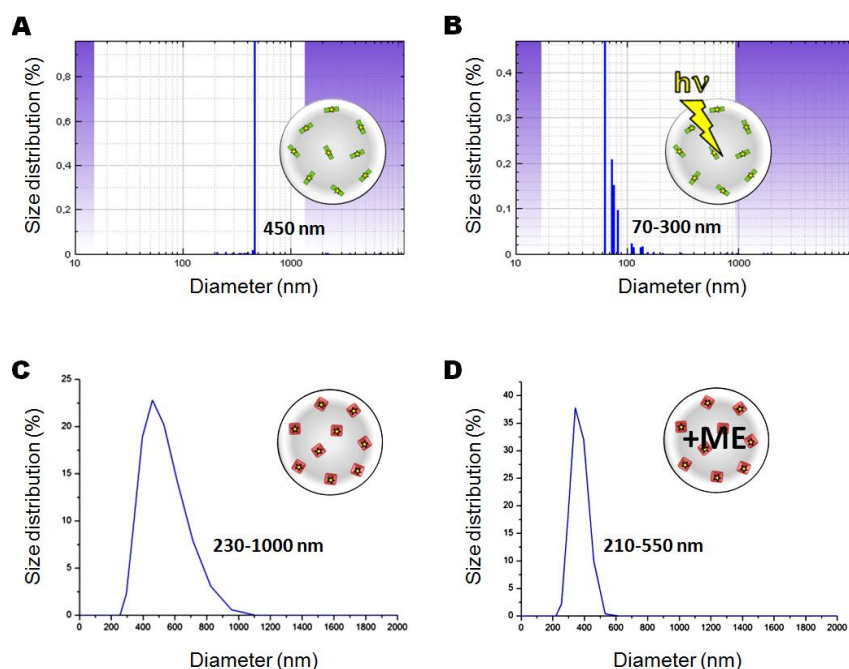 A
Size distribution (%)
0,8
0,6
0,4
0,2
0
450 nm
10
100
1000
Diameter (nm)
B
Size distribution (%)
0,4
0,3
0,2
0,1
0
hν
70-300 nm
10
100
1000
Diameter (nm)
C
Size distribution (%)
25
20
15
10
5
0
230-1000 nm
0 200 400 600 800 1000 1200 1400 1600 1800 2000
Diameter (nm)
D
Size distribution (%)
40
35
30
25
20
15
10
5
0
+ME
210-550 nm
0 200 400 600 800 1000 1200 1400 1600 1800 2000
Diameter (nm)